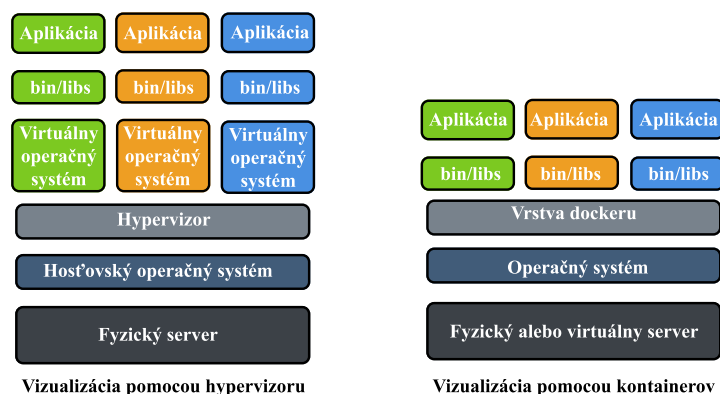 Aplikácia
Aplikácia
Aplikácia
bin/libs
bin/libs
bin/libs
Virtuálny
operačný
systém
Virtuálny
operačný
systém
Virtuálny
operačný
systém
Hypervizor
Hosťovský operačný systém
Fyzický server
Vizualizácia pomocou hypervizoru
Aplikácia
Aplikácia
Aplikácia
bin/libs
bin/libs
bin/libs
Vrstva dockeru
Operačný systém
Fyzický alebo virtuálny server
Vizualizácia pomocou kontainerov